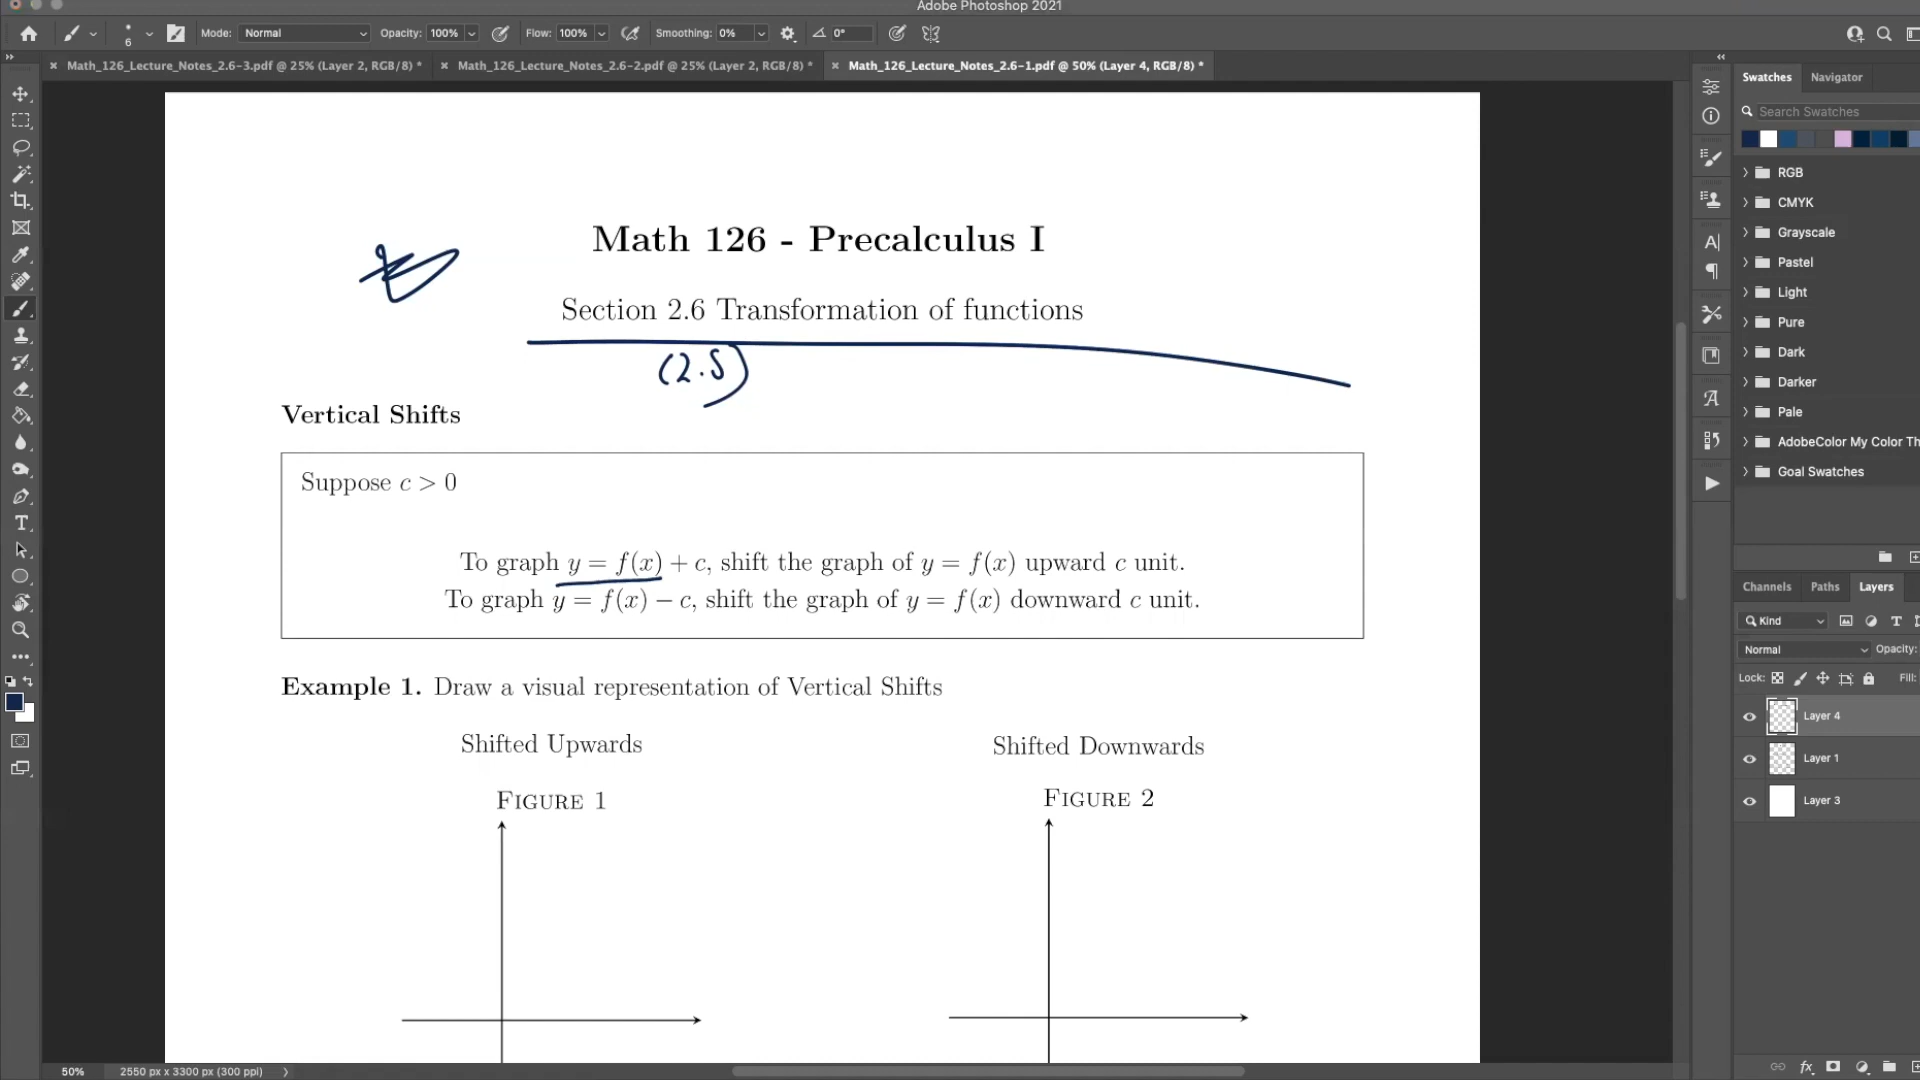 Adobe Photoshop 2021
6 Mode: Normal Opacity: 100% Flow: 100% Smoothing: 0% 0°
× Math_126_Lecture_Notes_2.6-3.pdf @ 25% (Layer 2, RGB/8) * × Math_126_Lecture_Notes_2.6-2.pdf @ 25% (Layer 2, RGB/8) * × Math_126_Lecture_Notes_2.6-1.pdf @ 50% (Layer 4, RGB/8) *
Math 126 - Precalculus I
Section 2.6 Transformation of functions
(2.5)
Vertical Shifts
Suppose c > 0
To graph y = f(x) + c, shift the graph of y = f(x) upward c unit.
To graph y = f(x) − c, shift the graph of y = f(x) downward c unit.
Example 1. Draw a visual representation of Vertical Shifts
Shifted Upwards Shifted Downwards
Figure 1 Figure 2
50% 2550 px x 3300 px (300 ppi)
Swatches Navigator
Search Swatches
RGB
CMYK
Grayscale
Pastel
Light
Pure
Dark
Darker
Pale
AdobeColor My Color Th
Goal Swatches
Channels Paths Layers
Kind
Normal Opacity:
Lock: Fill:
Layer 4
Layer 1
Layer 3
fx